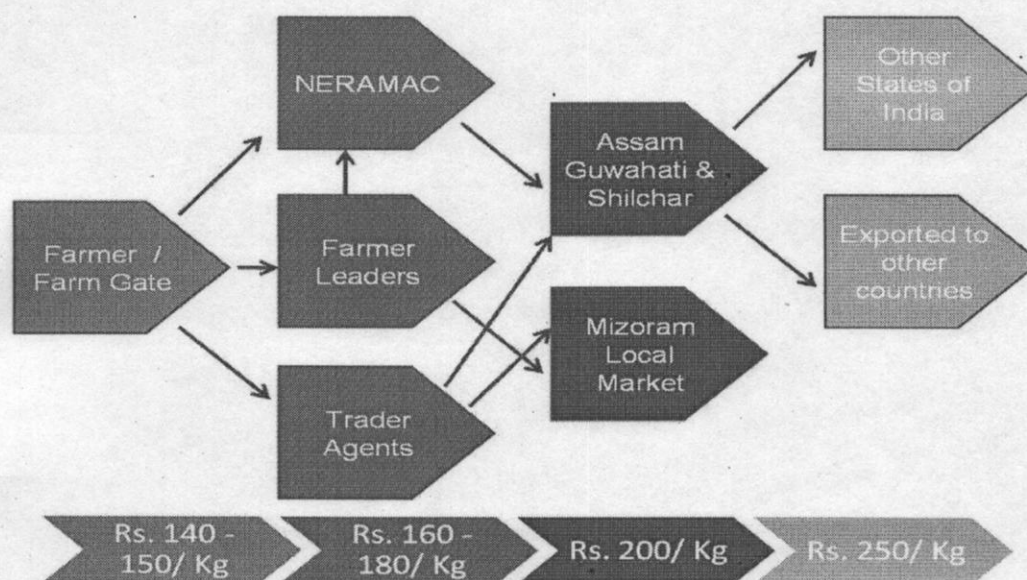 NERAMAC
Other
States of
India
Assam
Guwahati &
Shilchar
Farmer /
Farm Gate
Farmer
Leaders
Exported to
other
countries
Mizoram
Local
Market
Trader
Agents
Rs. 140 -
150/ Kg
Rs. 160 -
180/ Kg
Rs. 200/ Kg
Rs. 250/ Kg